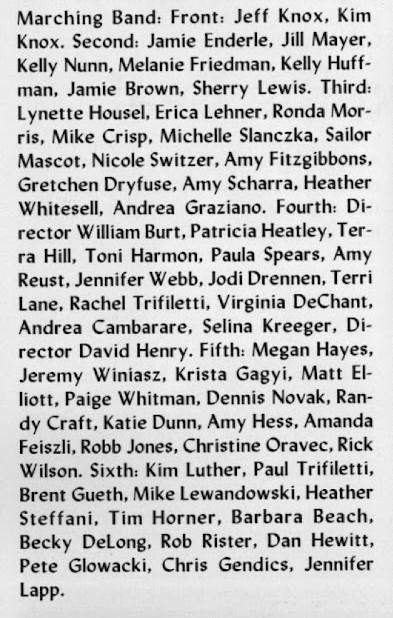 Marching Band: Front: Jeff Knox, Kim
Knox. Second: Jamie Enderle, Jill Mayer,
Kelly Nunn, Melanie Friedman, Kelly Huff-
man, Jamie Brown, Sherry Lewis. Third:
Lynette Housel, Erica Lehner, Ronda Mor-
ris, Mike Crisp, Michelle Slanczka, Sailor
Mascot, Nicole Switzer, Amy Fitzgibbons,
Gretchen Dryfuse, Amy Scharra, Heather
Whitesell, Andrea Graziano. Fourth: Di-
rector William Burt, Patricia Heatley, Ter-
ra Hill, Toni Harmon, Paula Spears, Amy
Reust, Jennifer Webb, Jodi Drennen, Terri
Lane, Rachel Trifiletti, Virginia DeChant,
Andrea Cambarare, Selina Kreeger, Di-
rector David Henry. Fifth: Megan Hayes,
Jeremy Winiasz, Krista Gagyi, Matt El-
liott, Paige Whitman, Dennis Novak, Ran-
dy Craft, Katie Dunn, Amy Hess, Amanda
Feiszli, Robb Jones, Christine Oravec, Rick
Wilson. Sixth: Kim Luther, Paul Trifiletti,
Brent Gueth, Mike Lewandowski, Heather
Steffani, Tim Horner, Barbara Beach,
Becky DeLong, Rob Rister, Dan Hewitt,
Pete Glowacki, Chris Gendics, Jennifer
Lapp.